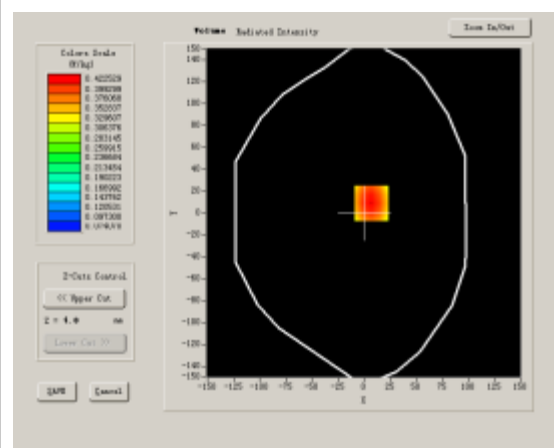 Volume Radiated Intensity
Zoom In/Out
Colors Scale
(W/kg)
0.422529
0.399299
0.376068
0.352837
0.329607
0.306376
0.283145
0.259915
0.236684
0.213454
0.190223
0.166992
0.143762
0.120531
0.097300
Z-Cuts Control
<< Upper Cut
Z = 4.0 mm
Lower Cut >>
SAVE
Cancel
150
140
120
100
80
60
40
20
0
-20
-40
-60
-80
-100
-120
-140
-150
Y
-150 -125 -100 -75 -50 -25 0 25 50 75 100 125 150
X